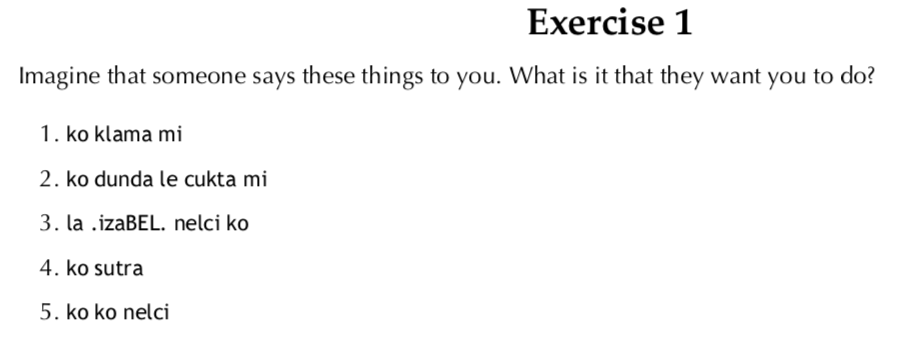 Exercise 1
Imagine that someone says these things to you. What is it that they want you to do?
1. ko klama mi
2. ko dunda le cukta mi
3. la .izaBEL. nelci ko
4. ko sutra
5. ko ko nelci